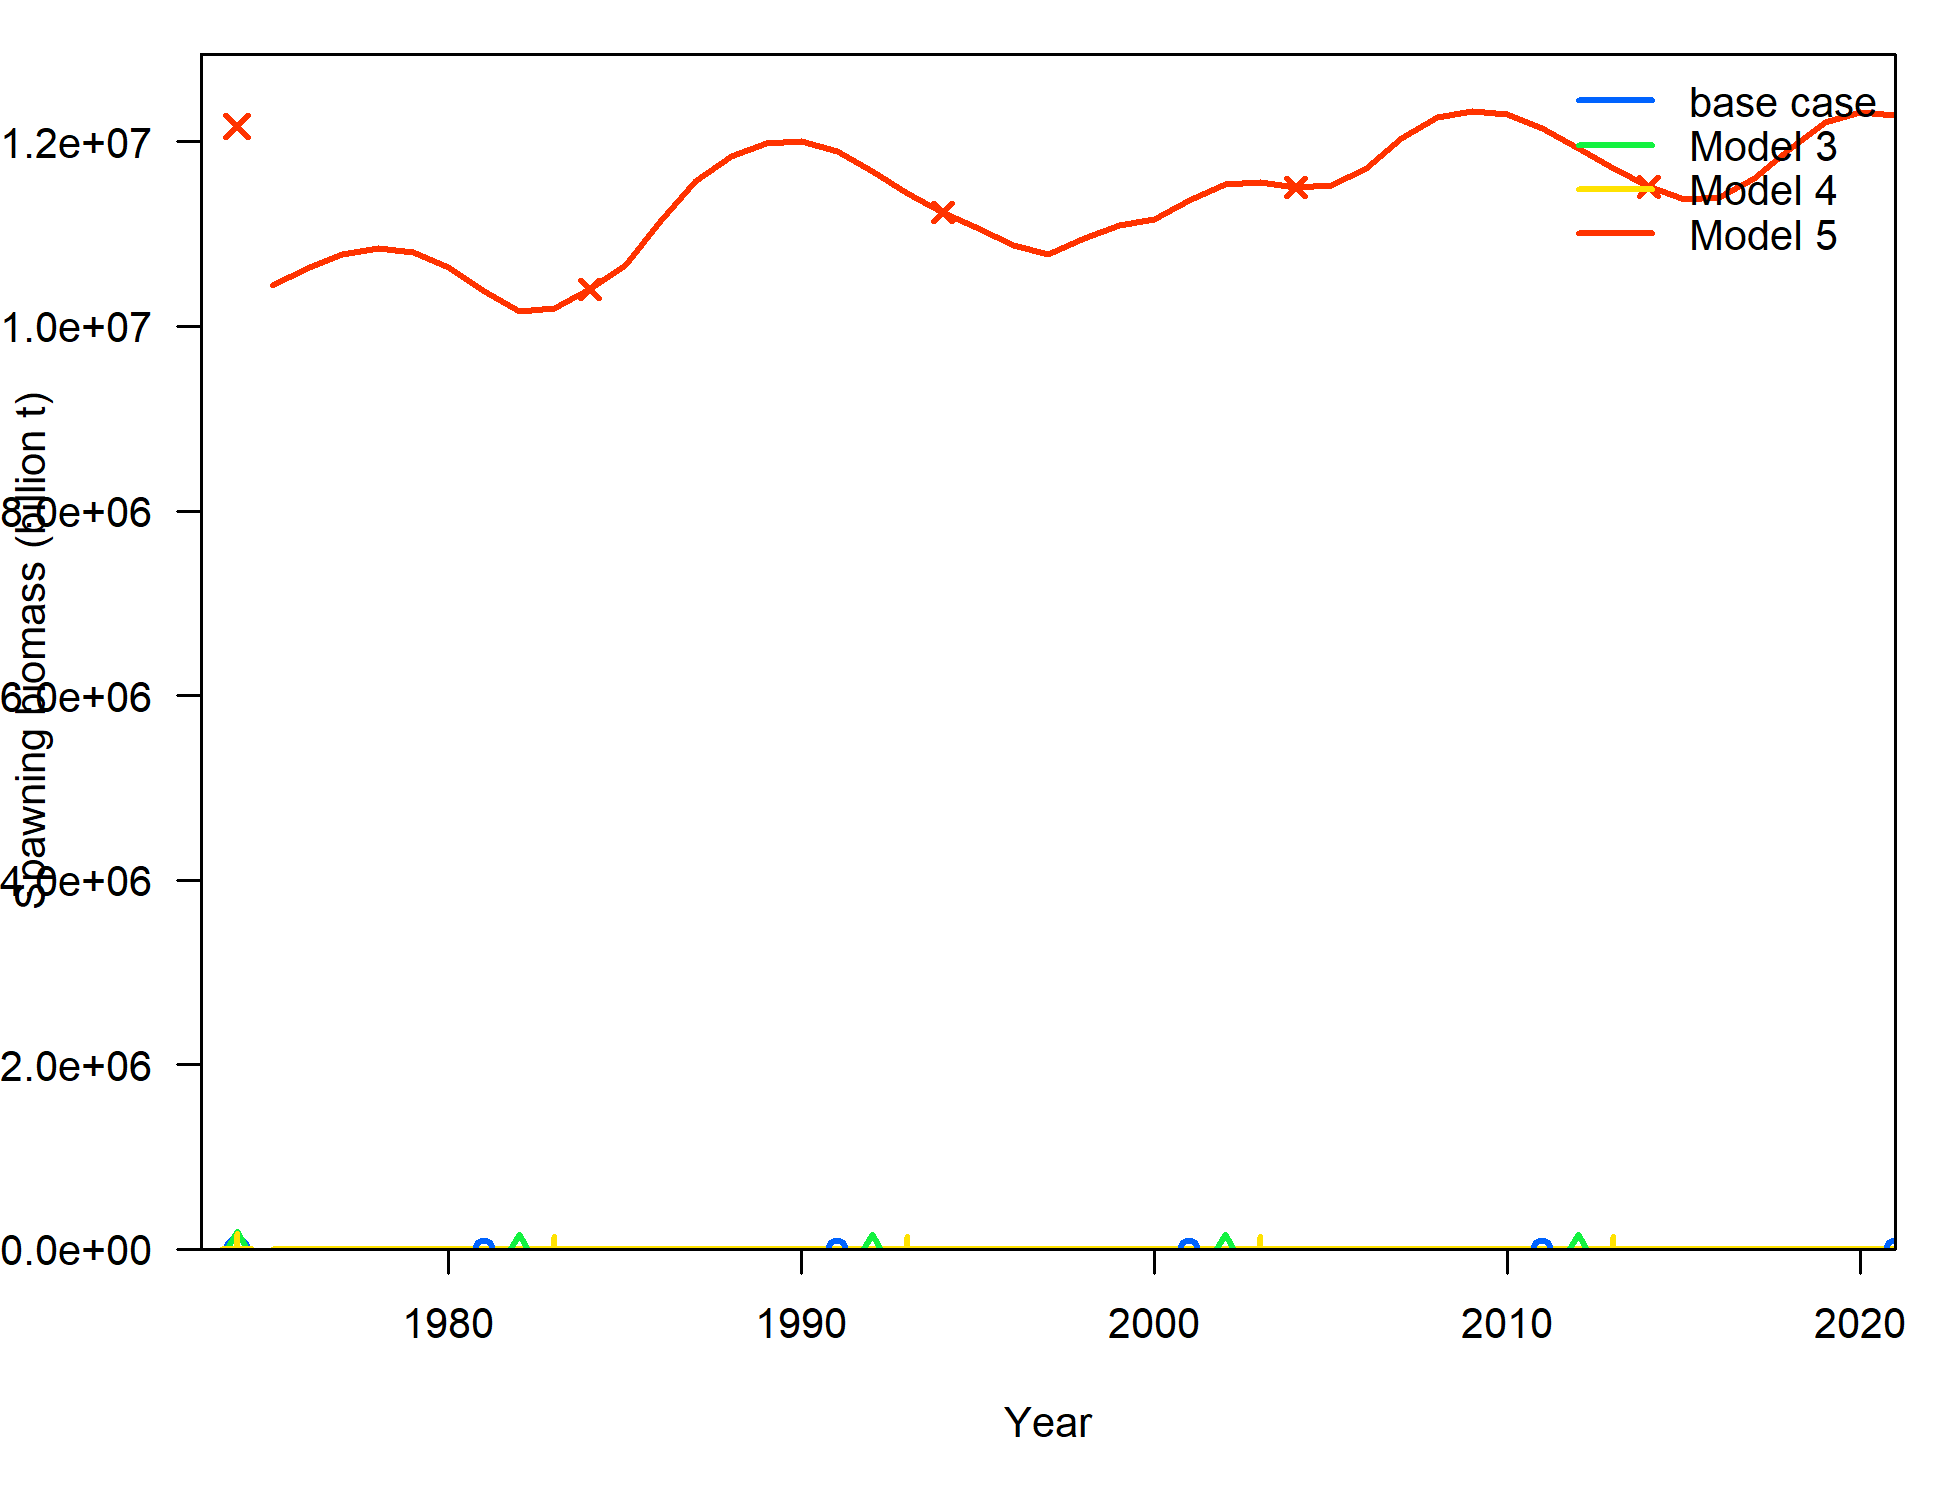 base case
Model 3
Model 4
Model 5
1.2e+07
1.0e+07
8.0e+06
6.0e+06
4.0e+06
2.0e+06
0.0e+00
Spawning biomass (billion t)
1980 1990 2000 2010 2020
Year